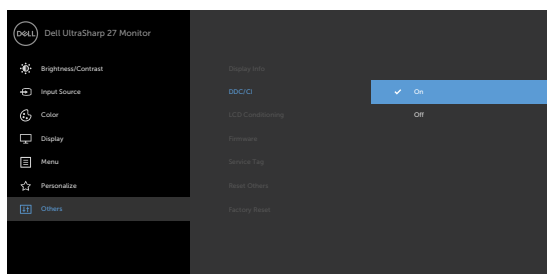 DELL Dell UltraSharp 27 Monitor
Brightness/Contrast
Display Info
Input Source
DDC/CI
On
Color
LCD Conditioning
Off
Display
Firmware
Menu
Service Tag
Personalize
Reset Others
Others
Factory Reset